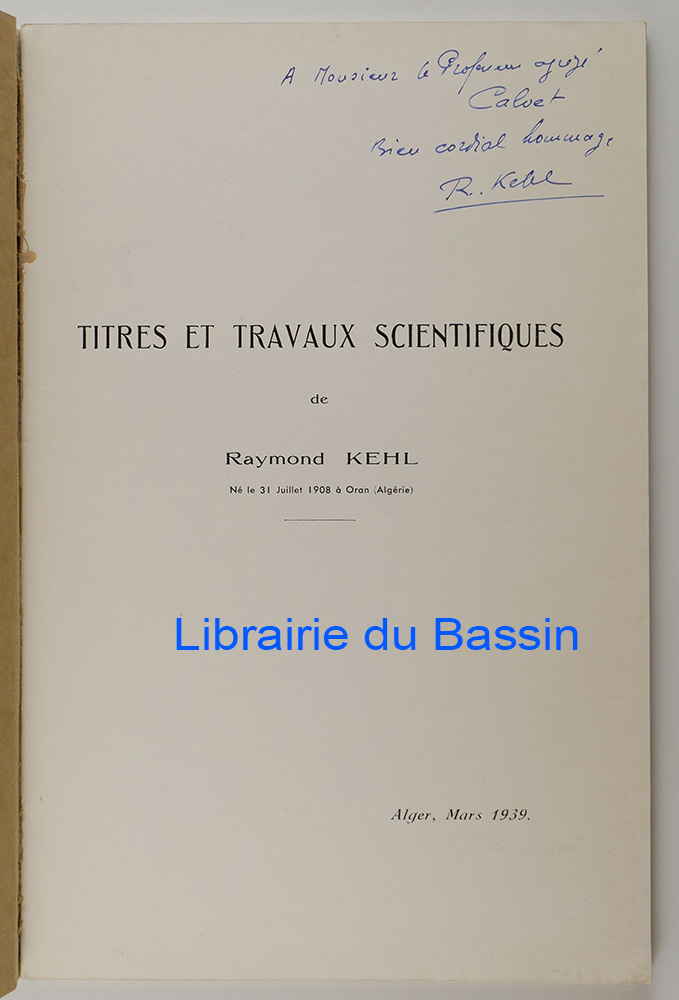 A Monsieur le Professeur agrégé
Calvet
Bien cordial hommage
R. Kehl
TITRES ET TRAVAUX SCIENTIFIQUES
de
Raymond KEHL
Né le 31 Juillet 1908 à Oran (Algérie)
Librairie du Bassin
Alger, Mars 1939.